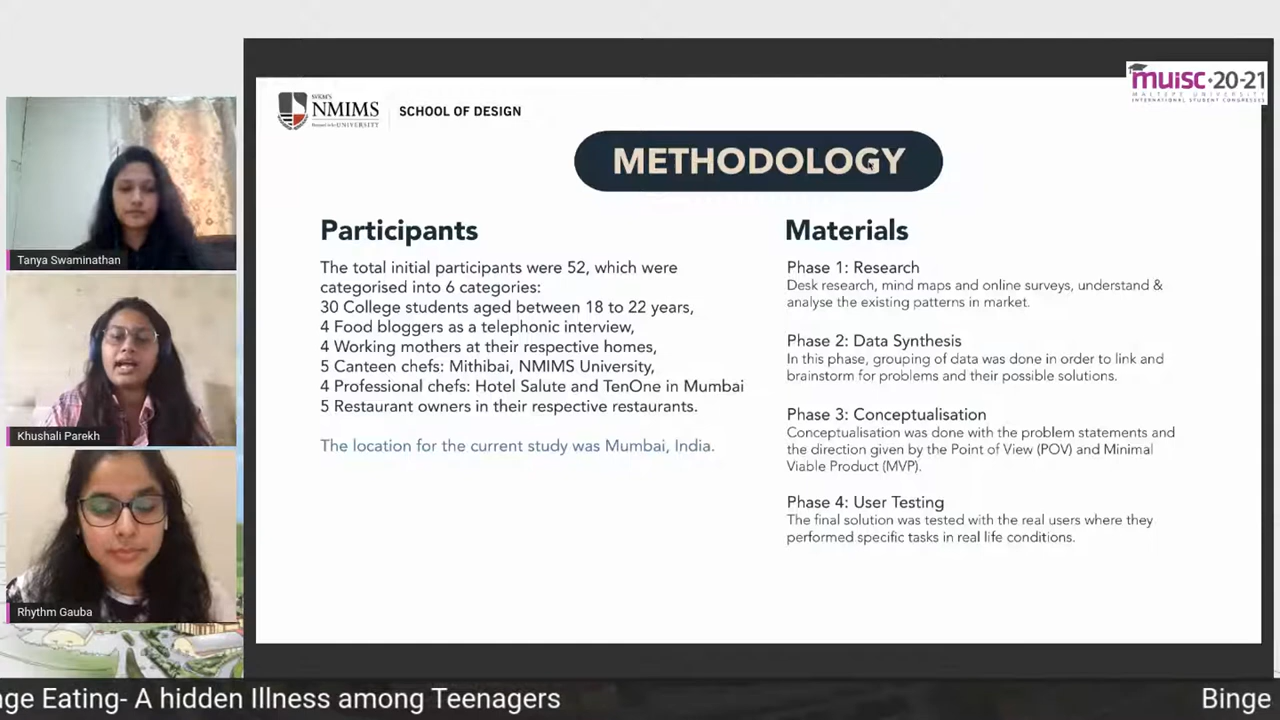 muisc·20-21
MALTEPE UNIVERSITY
INTERNATIONAL STUDENT CONGRESSES
SVKM'S
NMIMS
UNIVERSITY
SCHOOL OF DESIGN
METHODOLOGY
Participants
The total initial participants were 52, which were
categorised into 6 categories:
30 College students aged between 18 to 22 years,
4 Food bloggers as a telephonic interview,
4 Working mothers at their respective homes,
5 Canteen chefs: Mithibai, NMIMS University,
4 Professional chefs: Hotel Salute and TenOne in Mumbai
5 Restaurant owners in their respective restaurants.
The location for the current study was Mumbai, India.
Materials
Phase 1: Research
Desk research, mind maps and online surveys, understand &
analyse the existing patterns in market.
Phase 2: Data Synthesis
In this phase, grouping of data was done in order to link and
brainstorm for problems and their possible solutions.
Phase 3: Conceptualisation
Conceptualisation was done with the problem statements and
the direction given by the Point of View (POV) and Minimal
Viable Product (MVP).
Phase 4: User Testing
The final solution was tested with the real users where they
performed specific tasks in real life conditions.
Tanya Swaminathan
Khushali Parekh
Rhythm Gauba
nge Eating- A hidden Illness among Teenagers
Binge